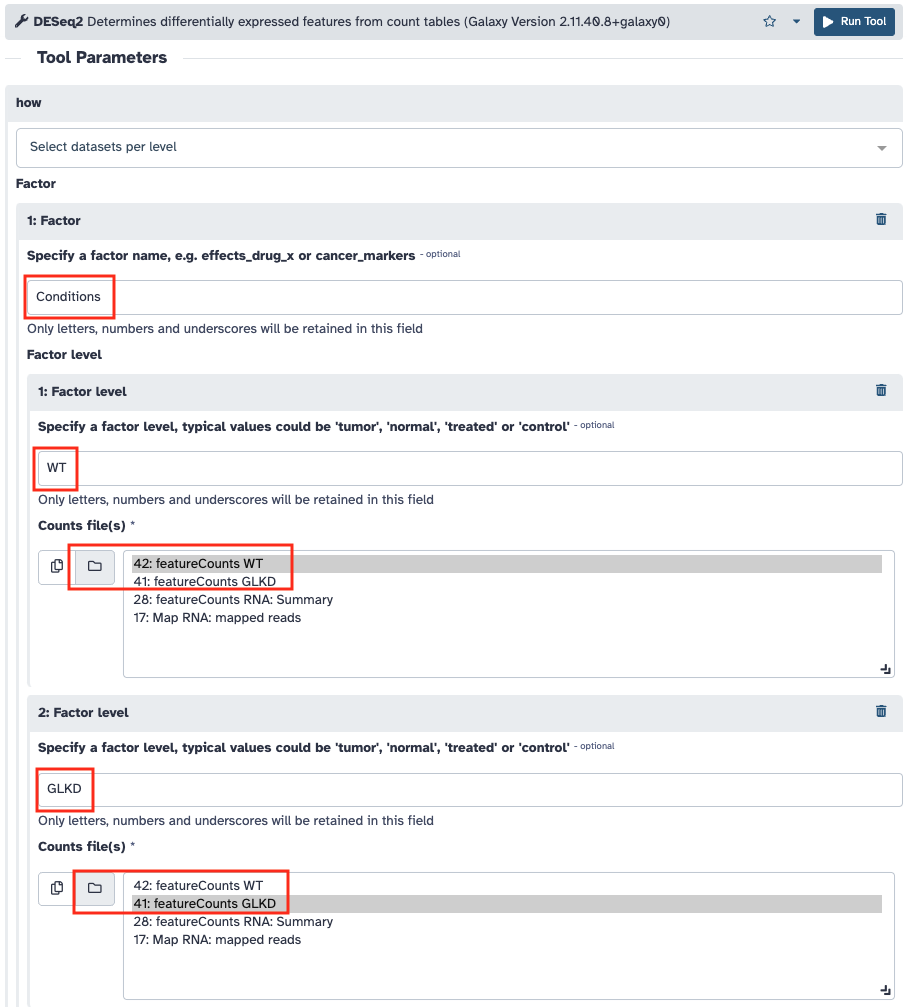 DESeq2 Determines differentially expressed features from count tables (Galaxy Version 2.11.40.8+galaxy0)
Run Tool
Tool Parameters
how
Select datasets per level
Factor
1: Factor
Specify a factor name, e.g. effects_drug_x or cancer_markers - optional
Conditions
Only letters, numbers and underscores will be retained in this field
Factor level
1: Factor level
Specify a factor level, typical values could be 'tumor', 'normal', 'treated' or 'control' - optional
WT
Only letters, numbers and underscores will be retained in this field
Counts file(s) *
42: featureCounts WT
41: featureCounts GLKD
28: featureCounts RNA: Summary
17: Map RNA: mapped reads
2: Factor level
Specify a factor level, typical values could be 'tumor', 'normal', 'treated' or 'control' - optional
GLKD
Only letters, numbers and underscores will be retained in this field
Counts file(s) *
42: featureCounts WT
41: featureCounts GLKD
28: featureCounts RNA: Summary
17: Map RNA: mapped reads